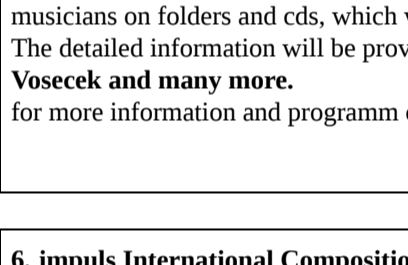 musicians on folders and cds, which
The detailed information will be prov
Vosecek and many more.
for more information and programm
6. impuls International Compositio